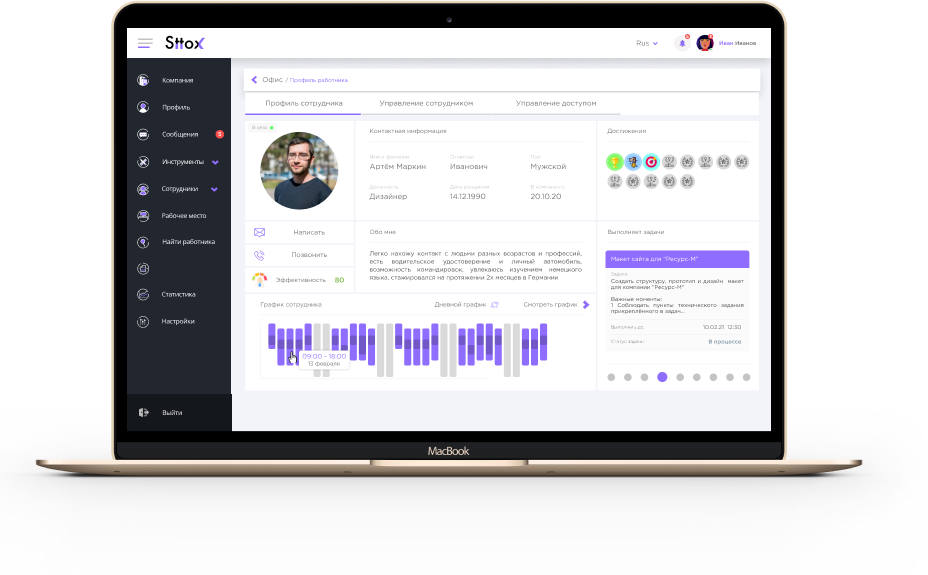 Sttox
Rus
Иван Иванов
Компания
Профиль
Сообщения
5
Инструменты
Сотрудники
Рабочее место
Найти работника
Статистика
Настройки
Выйти
Офис / Профиль работника
Профиль сотрудника
Управление сотрудником
Управление доступом
В сети
Написать
Позвонить
Эффективность 80
Контактная информация
Имя и фамилия
Отчество
Пол
Артём Маркин
Иванович
Мужской
Должность
Дата рождения
В компании с
Дизайнер
14.12.1990
20.10.20
Обо мне
Легко нахожу контакт с людьми разных возрастов и профессий,
есть водительское удостоверение и личный автомобиль,
возможность командировок, увлекаюсь изучением немецкого
языка, стажировался на протяжении 2х месяцев в Германии
График сотрудника
Дневной график
Смотреть график
09:00 - 18:00
13 февраля
Достижения
Выполняет задачи
Макет сайта для "Ресурс-М"
Задача
Создать структуру, прототип и дизайн макет
для компании "Ресурс-М"
Важные моменты:
1 Соблюдать пункты технического задания
прикреплённого в задач...
Выполнить до:
10.02.21 12:30
Статус задачи:
В процессе
MacBook